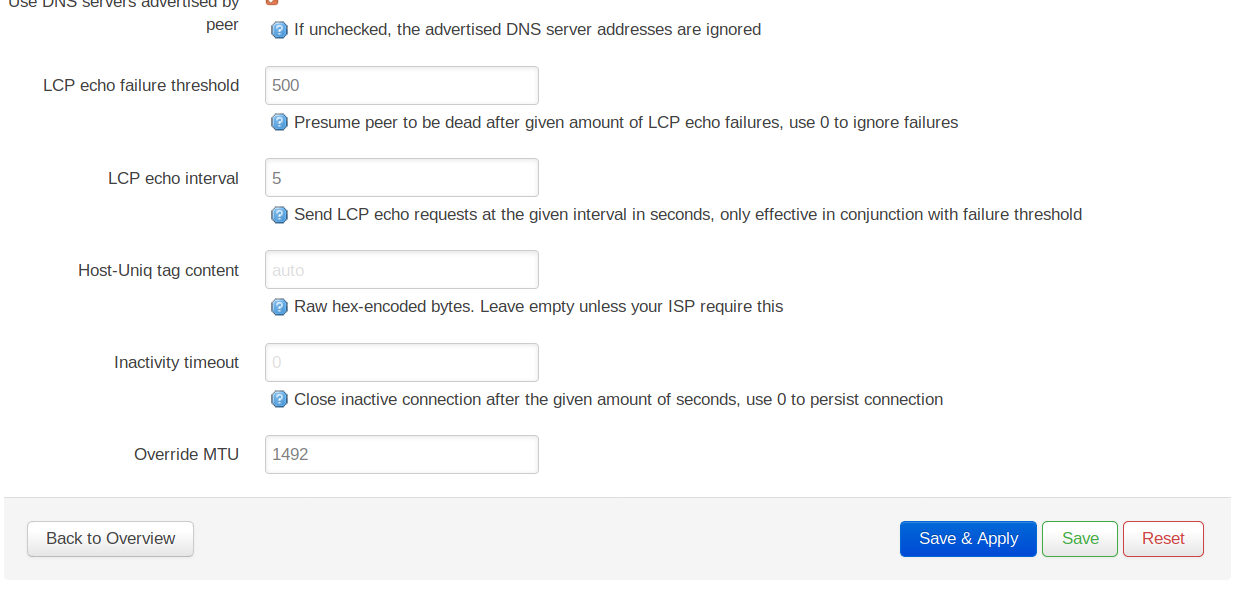 Use DNS servers advertised by
peer
If unchecked, the advertised DNS server addresses are ignored
LCP echo failure threshold
500
Presume peer to be dead after given amount of LCP echo failures, use 0 to ignore failures
LCP echo interval
5
Send LCP echo requests at the given interval in seconds, only effective in conjunction with failure threshold
Host-Uniq tag content
auto
Raw hex-encoded bytes. Leave empty unless your ISP require this
Inactivity timeout
0
Close inactive connection after the given amount of seconds, use 0 to persist connection
Override MTU
1492
Back to Overview
Save & Apply
Save
Reset